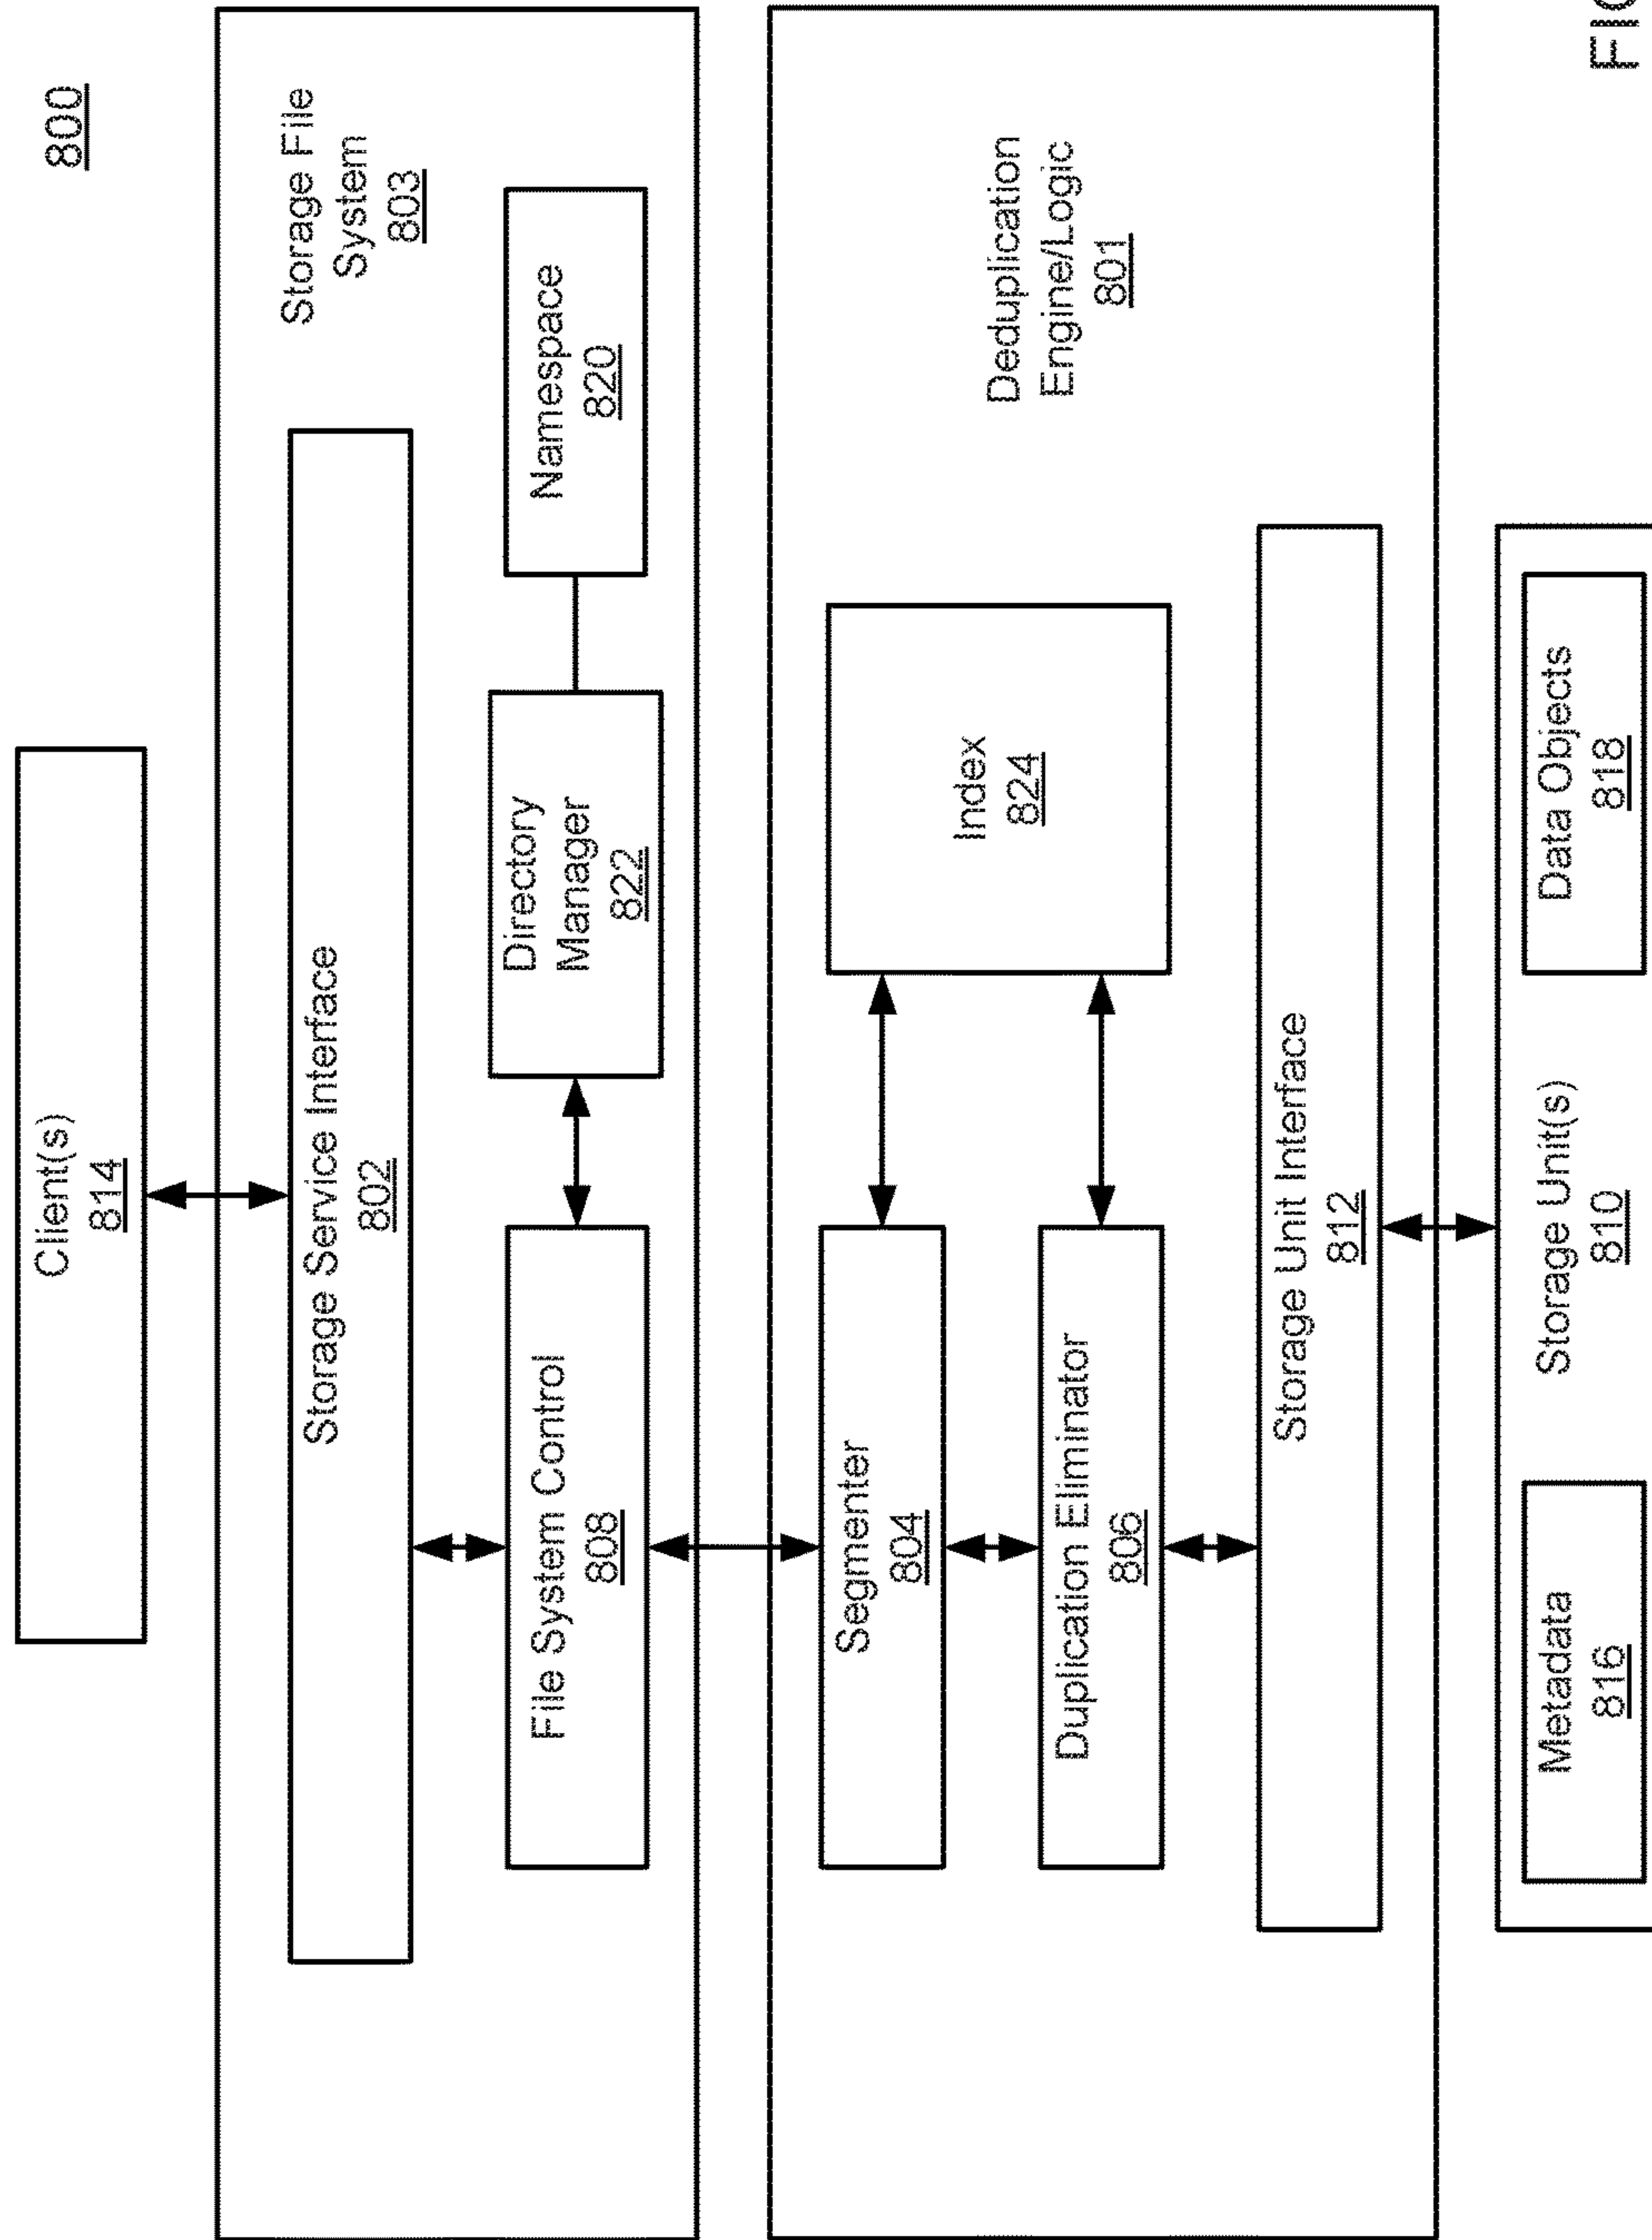 800
Client(s)
814
Storage File
System
803
Storage Service Interface
802
File System Control
808
Directory
Manager
822
Namespace
820
Deduplication
Engine/Logic
801
Segmenter
804
Index
824
Duplication Eliminator
806
Storage Unit Interface
812
Metadata
816
Storage Unit(s)
810
Data Objects
818